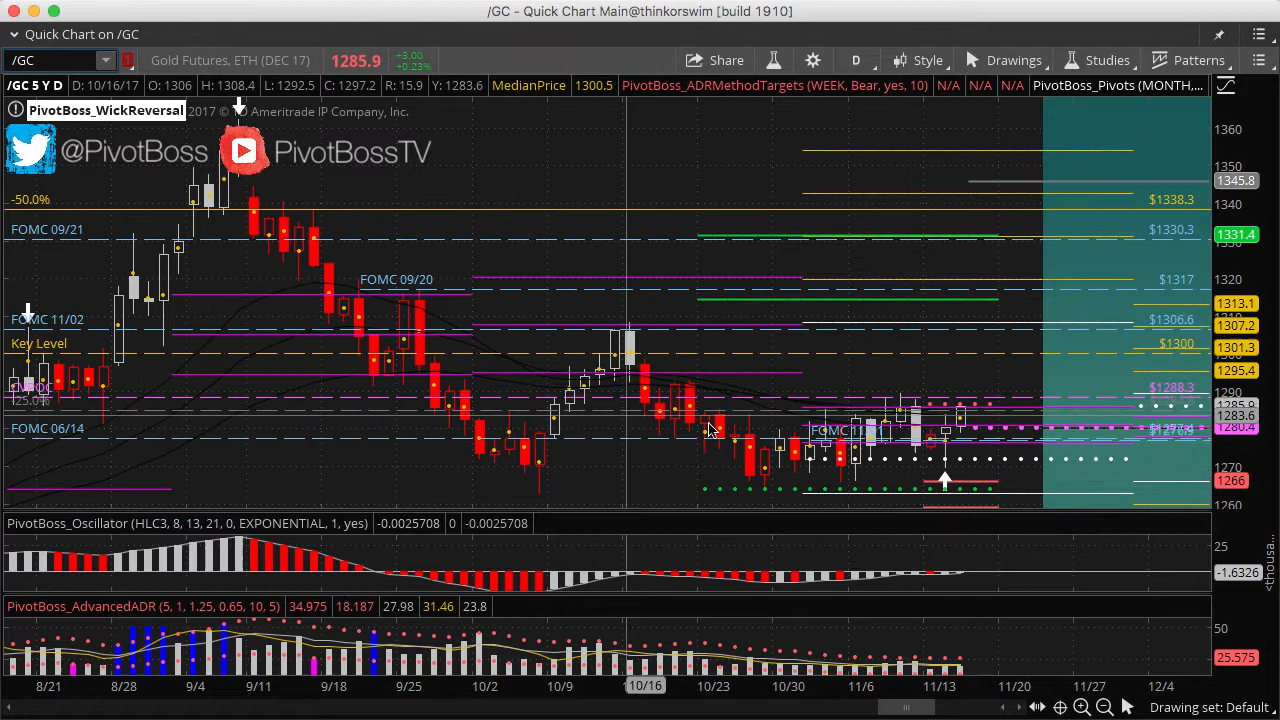 /GC - Quick Chart Main@thinkorswim [build 1910]
Quick Chart on /GC
/GC Gold Futures, ETH (DEC 17) 1285.9 +3.00 +0.23% Share D Style Drawings Studies Patterns
/GC 5 Y D D: 10/16/17 O: 1306 H: 1308.4 L: 1292.5 C: 1297.2 R: 15.9 Y: 1283.6 MedianPrice 1300.5 PivotBoss_ADRMethodTargets (WEEK, Bear, yes, 10) N/A N/A N/A PivotBoss_Pivots (MONTH,...
PivotBoss_WickReversal 2017 © TD Ameritrade IP Company, Inc.
@PivotBoss PivotBossTV
1360
1350
1345.8
-50.0% $1338.3 1340
FOMC 09/21 $1330.3 1331.4
FOMC 09/20 $1317 1320
1313.1
FOMC 11/02 $1306.6 1307.2
Key Level $1300 1301.3
1295.4
$1288.3 1290
1285.9
1283.6
FOMC 06/14 1280.4
1270
1266
1260
PivotBoss_Oscillator (HLC3, 8, 13, 21, 0, EXPONENTIAL, 1, yes) -0.0025708 0 -0.0025708
25
-1.6326
<thousa...
PivotBoss_AdvancedADR (5, 1, 1.25, 0.65, 10, 5) 34.975 18.187 27.98 31.46 23.8
50
25.575
8/21 8/28 9/4 9/11 9/18 9/25 10/2 10/9 10/16 10/23 10/30 11/6 11/13 11/20 11/27 12/4
Drawing set: Default